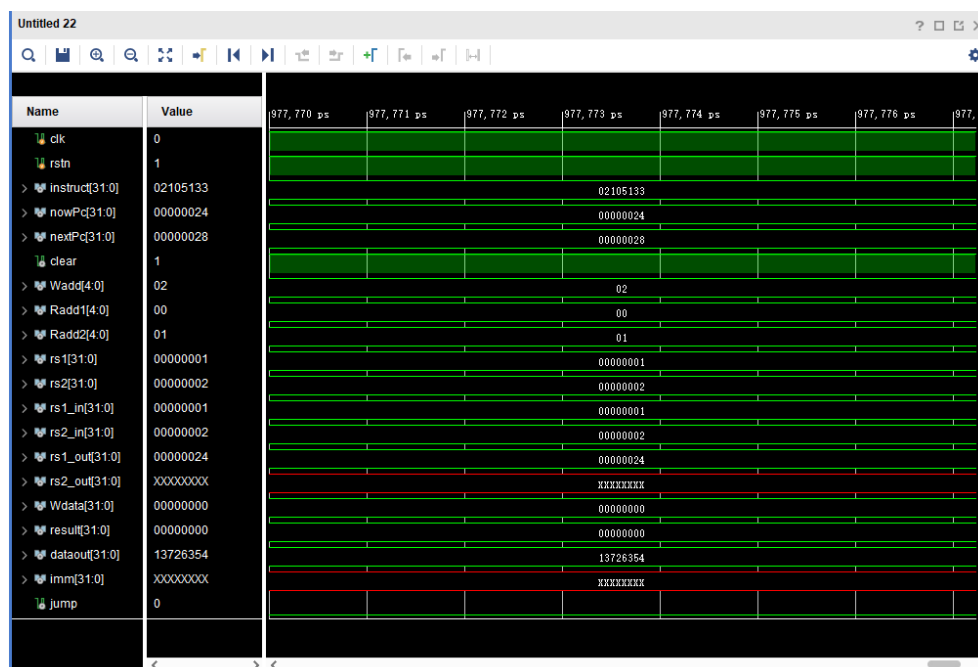 Untitled 22
Name Value 977,770 ps 977,771 ps 977,772 ps 977,773 ps 977,774 ps 977,775 ps 977,776 ps 977,
clk 0
rstn 1
instruct[31:0] 02105133 02105133
nowPc[31:0] 00000024 00000024
nextPc[31:0] 00000028 00000028
clear 1
Wadd[4:0] 02 02
Radd1[4:0] 00 00
Radd2[4:0] 01 01
rs1[31:0] 00000001 00000001
rs2[31:0] 00000002 00000002
rs1_in[31:0] 00000001 00000001
rs2_in[31:0] 00000002 00000002
rs1_out[31:0] 00000024 00000024
rs2_out[31:0] XXXXXXXX XXXXXXXX
Wdata[31:0] 00000000 00000000
result[31:0] 00000000 00000000
dataout[31:0] 13726354 13726354
imm[31:0] XXXXXXXX XXXXXXXX
jump 0